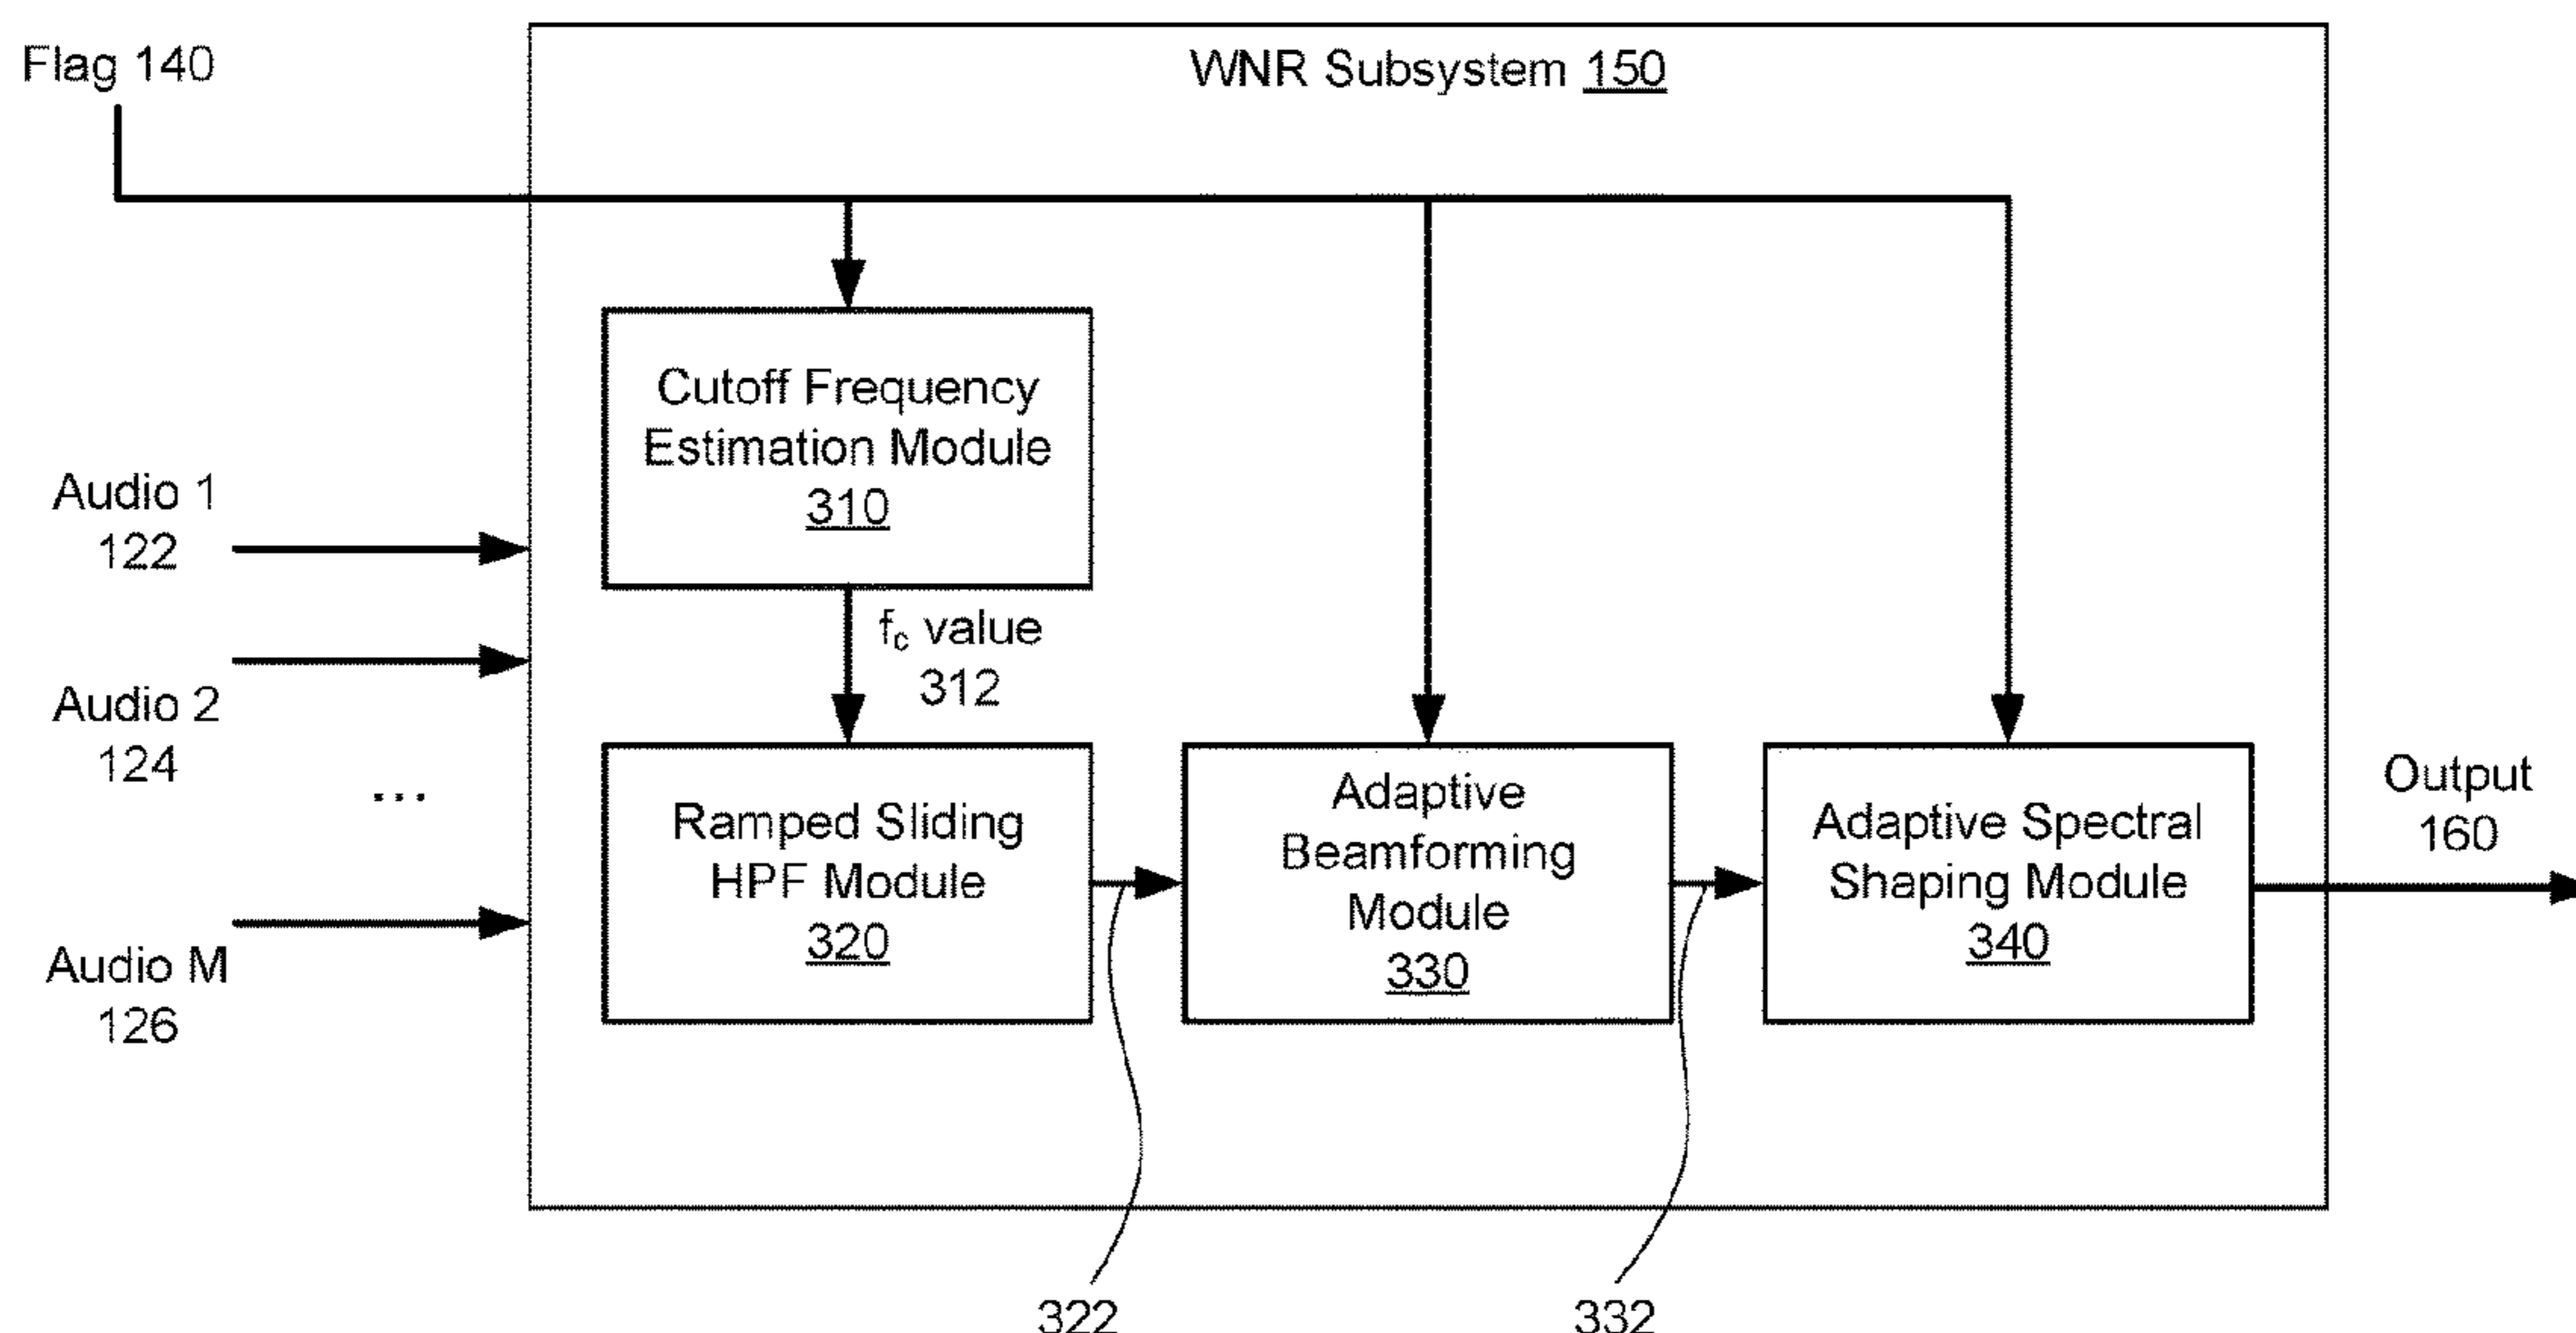 Flag 140
WNR Subsystem 150
Cutoff Frequency
Estimation Module
310
Audio 1
122
fc value
312
Audio 2
124
...
Audio M
126
Ramped Sliding
HPF Module
320
Adaptive
Beamforming
Module
330
Adaptive Spectral
Shaping Module
340
Output
160
322
332